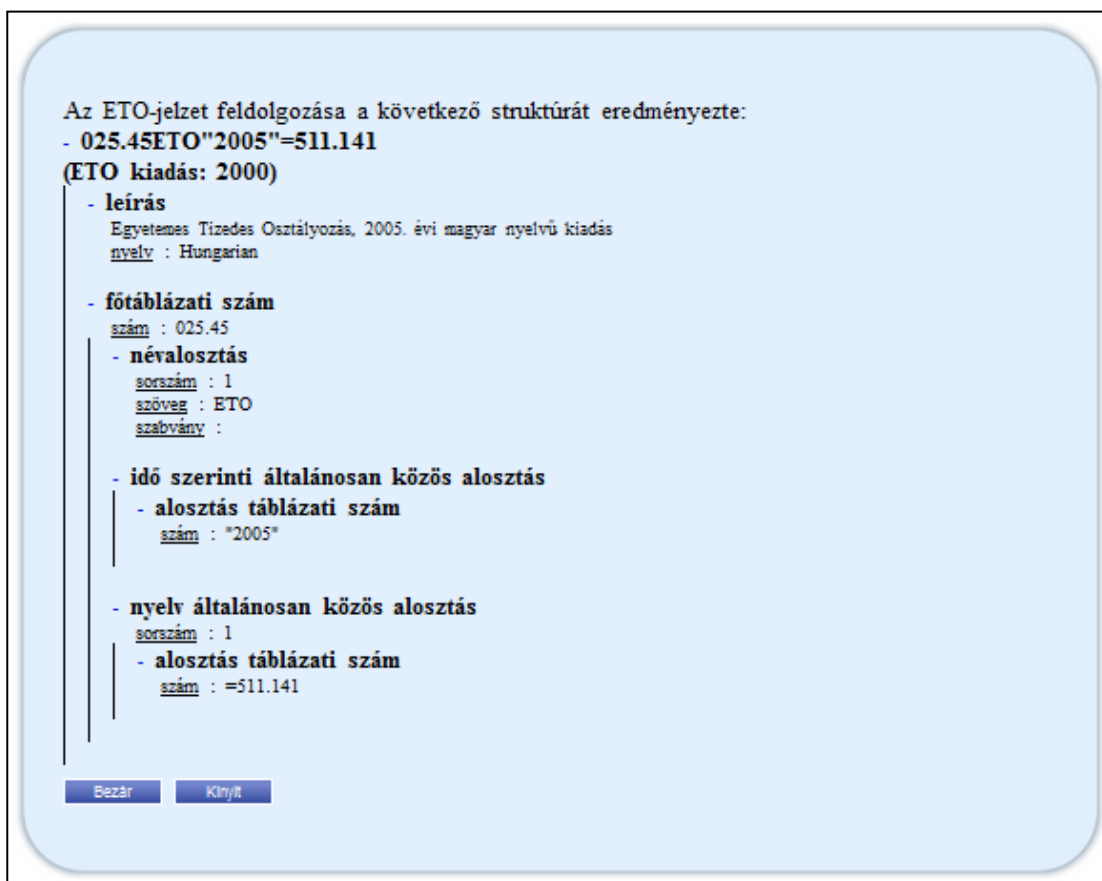 Az ETO-jelzet feldolgozása a következő struktúrát eredményezte:
- 025.45ETO"2005"=511.141
(ETO kiadás: 2000)
- leírás
Egyetemes Tizedes Osztályozás, 2005. évi magyar nyelvű kiadás
nyelv : Hungarian
- főtáblázati szám
szám : 025.45
- névalosztás
sorszám : 1
szöveg : ETO
szabvány :
- idő szerinti általánosan közös alosztás
- alosztás táblázati szám
szám : "2005"
- nyelv általánosan közös alosztás
sorszám : 1
- alosztás táblázati szám
szám : =511.141
Bezár Kinyit